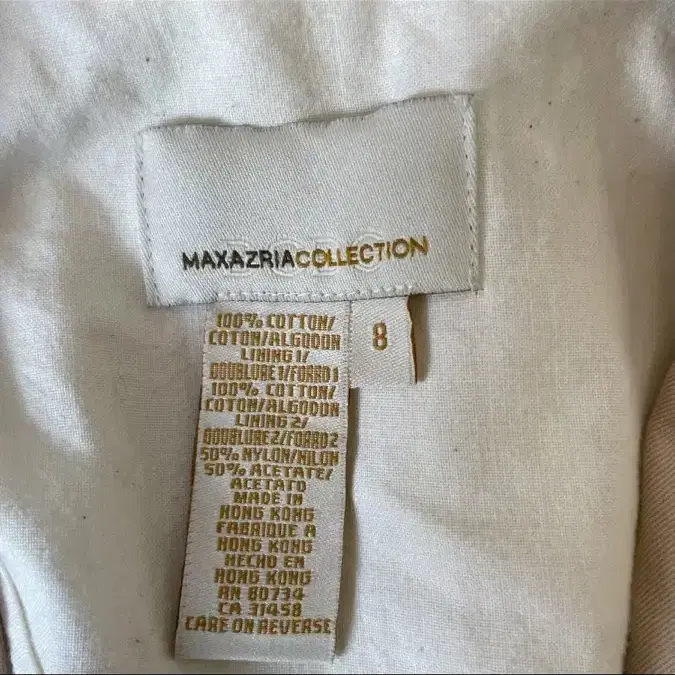 BCBG
MAXAZRIACOLLECTION
8
100% COTTON/
COTON/ALGODON
LINING 1/
DOUBLURE 1/FORRO 1
100% COTTON/
COTON/ALGODON
LINING 2/
DOUBLURE 2/FORRO 2
50% NYLON/NILON
50% ACETATE/
ACETATO
MADE IN
HONG KONG
FABRIQUE A
HONG KONG
HECHO EN
HONG KONG
RN 80734
CA 31458
CARE ON REVERSE